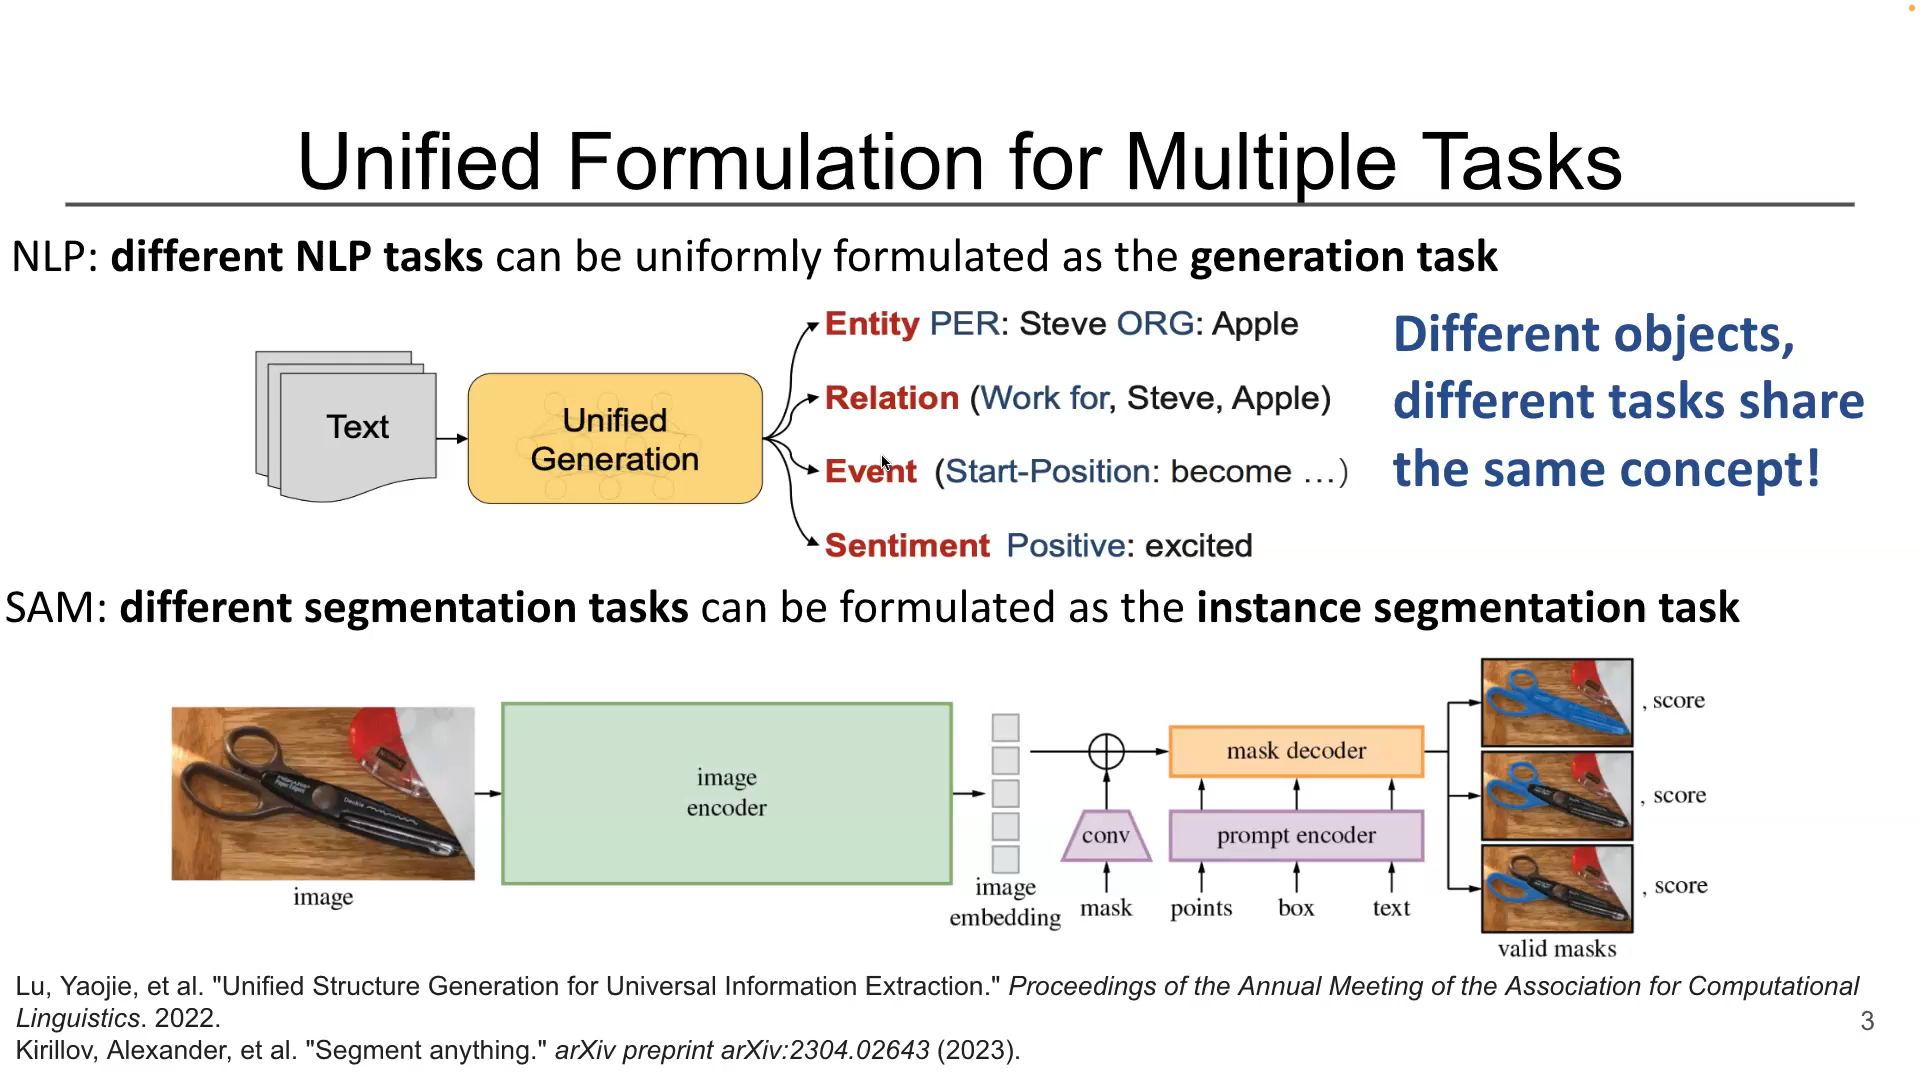 Unified Formulation for Multiple Tasks
NLP: different NLP tasks can be uniformly formulated as the generation task
Text
Unified
Generation
Entity PER: Steve ORG: Apple
Relation (Work for, Steve, Apple)
Event (Start-Position: become …)
Sentiment Positive: excited
Different objects,
different tasks share
the same concept!
SAM: different segmentation tasks can be formulated as the instance segmentation task
image
image
encoder
image
embedding
conv
mask
mask decoder
prompt encoder
points
box
text
, score
, score
, score
valid masks
Lu, Yaojie, et al. "Unified Structure Generation for Universal Information Extraction." Proceedings of the Annual Meeting of the Association for Computational
Linguistics. 2022.
Kirillov, Alexander, et al. "Segment anything." arXiv preprint arXiv:2304.02643 (2023).
3